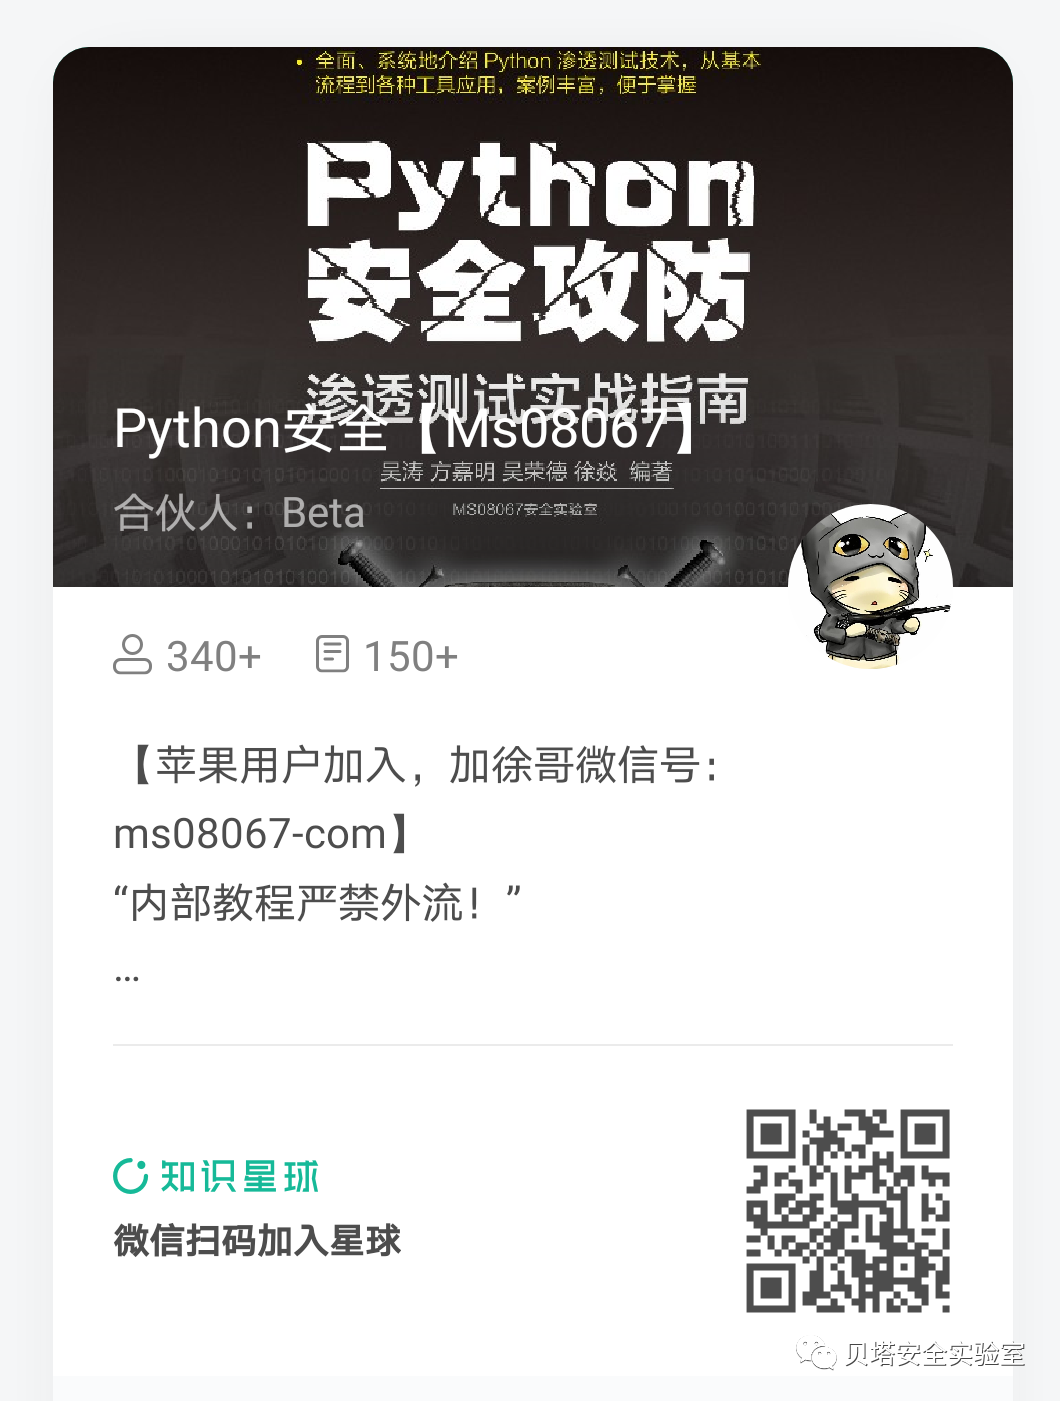 • 全面、系统地介绍 Python 渗透测试技术，从基本
流程到各种工具应用，案例丰富，便于掌握
Python
安全攻防
渗透测试实战指南
Python安全【Ms08067】
吴涛 方嘉明 吴荣德 徐焱 编著
MS08067安全实验室
合伙人：Beta
340+ 150+
【苹果用户加入，加徐哥微信号：
ms08067-com】
“内部教程严禁外流！”
...
知识星球
微信扫码加入星球
贝塔安全实验室